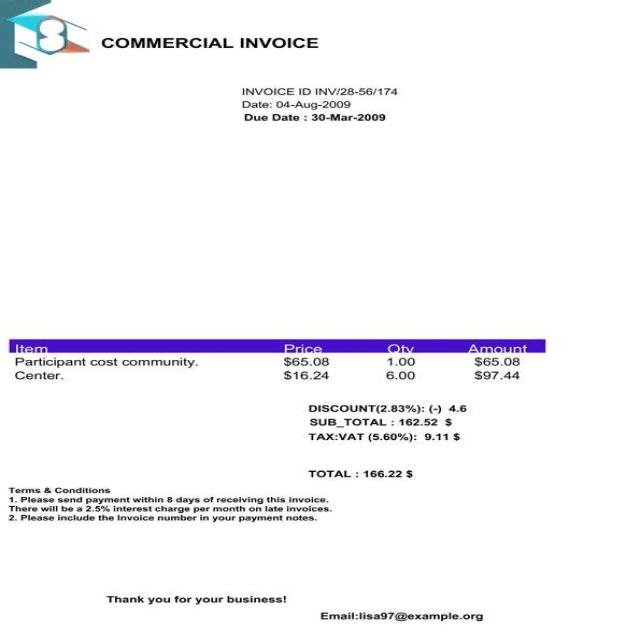 8
COMMERCIAL INVOICE
INVOICE ID INV/28-56/174
Date: 04-Aug-2009
Due Date : 30-Mar-2009
Item Price Qty Amount
Participant cost community. $65.08 1.00 $65.08
Center. $16.24 6.00 $97.44
DISCOUNT(2.83%): (-) 4.6
SUB_TOTAL : 162.52 $
TAX:VAT (5.60%): 9.11 $
TOTAL : 166.22 $
Terms & Conditions
1. Please send payment within 8 days of receiving this invoice.
There will be a 2.5% interest charge per month on late invoices.
2. Please include the Invoice number in your payment notes.
Thank you for your business!
Email:lisa97@example.org